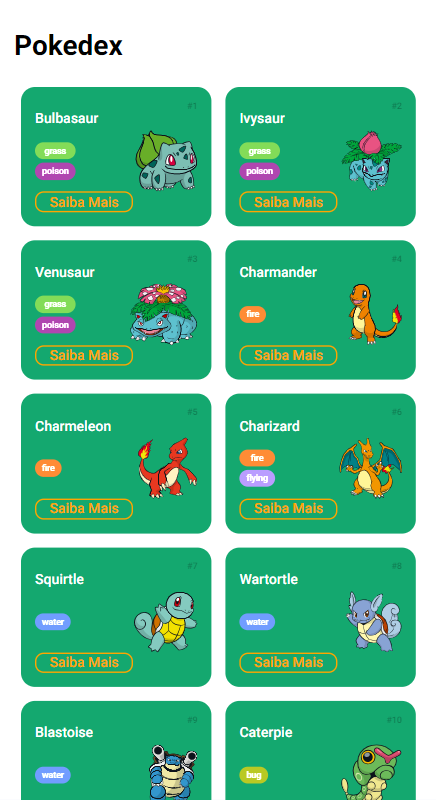 Pokedex
#1
Bulbasaur
grass
poison
Saiba Mais
#2
Ivysaur
grass
poison
Saiba Mais
#3
Venusaur
grass
poison
Saiba Mais
#4
Charmander
fire
Saiba Mais
#5
Charmeleon
fire
Saiba Mais
#6
Charizard
fire
flying
Saiba Mais
#7
Squirtle
water
Saiba Mais
#8
Wartortle
water
Saiba Mais
#9
Blastoise
water
#10
Caterpie
bug